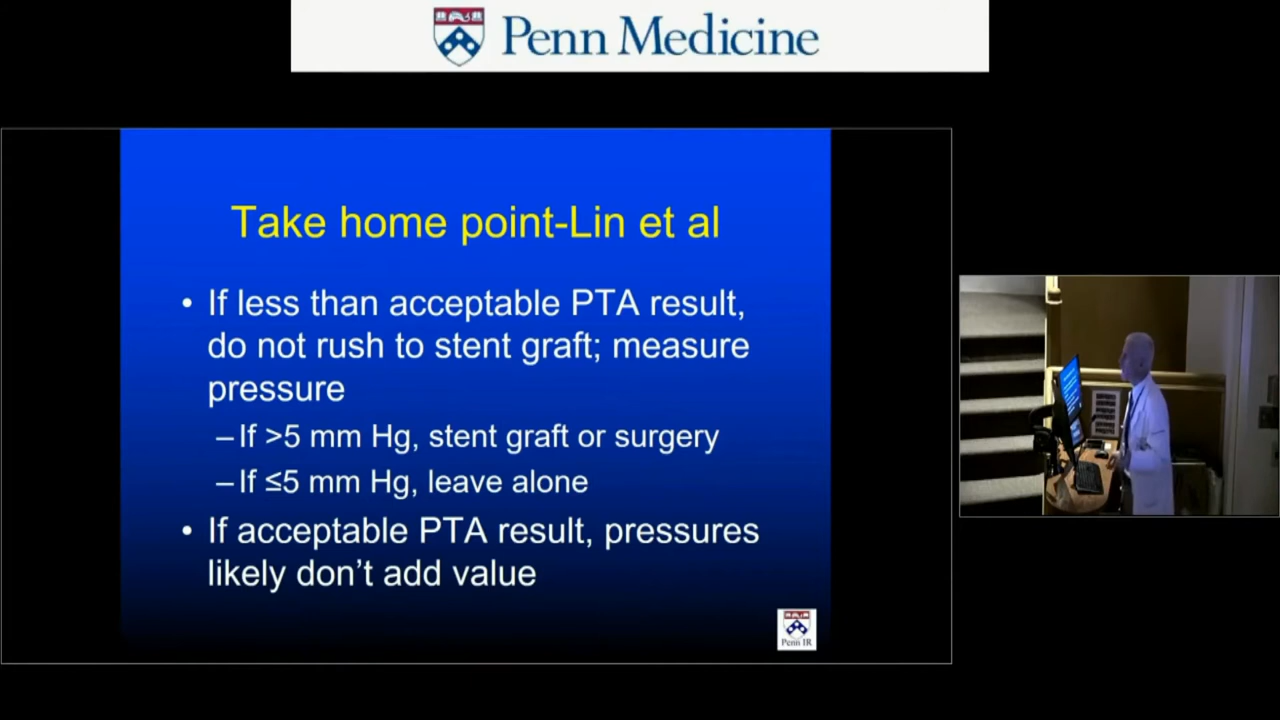 Penn Medicine
Take home point-Lin et al
• If less than acceptable PTA result,
do not rush to stent graft; measure
pressure
– If >5 mm Hg, stent graft or surgery
– If ≤5 mm Hg, leave alone
• If acceptable PTA result, pressures
likely don't add value
Penn IR